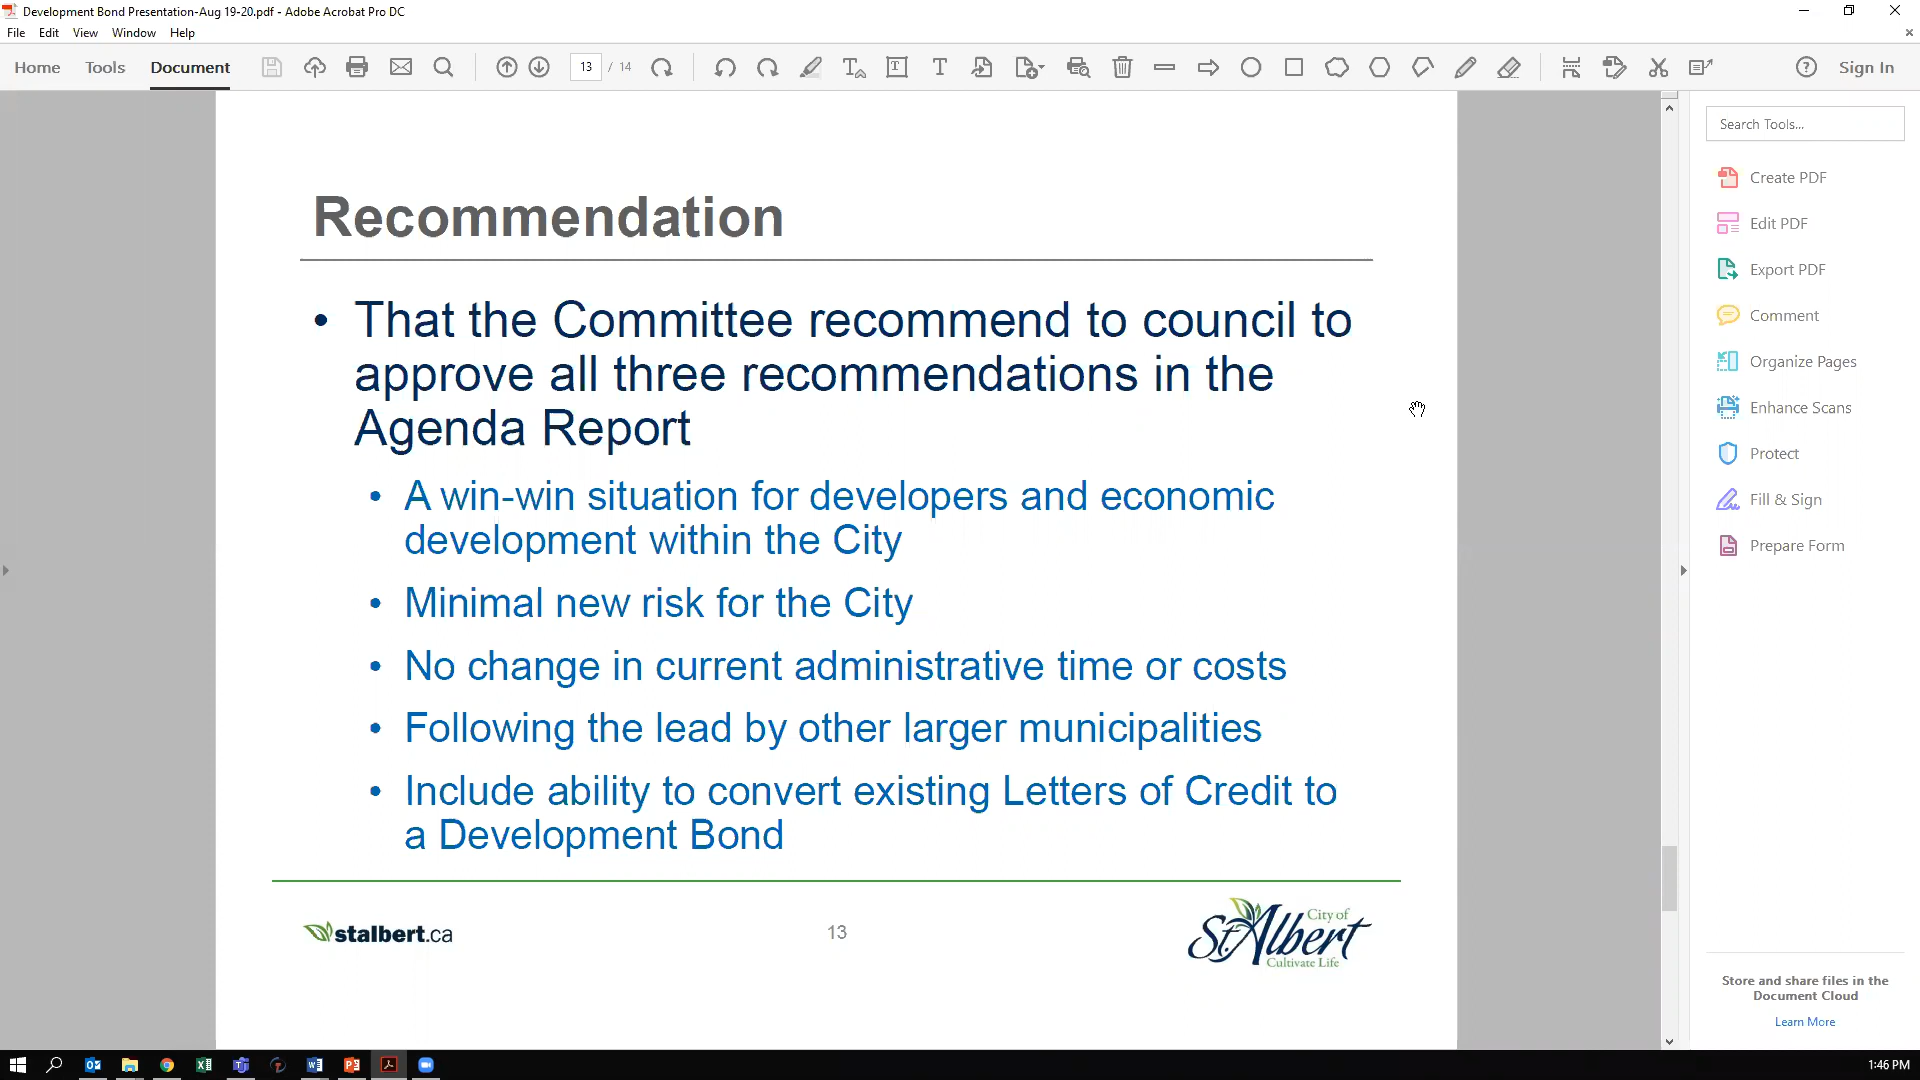 Development Bond Presentation-Aug 19-20.pdf - Adobe Acrobat Pro DC
File Edit View Window Help
Home Tools Document 13 / 14 Sign In
Search Tools...
Create PDF
Edit PDF
Export PDF
Comment
Organize Pages
Enhance Scans
Protect
Fill & Sign
Prepare Form
Store and share files in the
Document Cloud
Learn More
Recommendation
• That the Committee recommend to council to
approve all three recommendations in the
Agenda Report
• A win-win situation for developers and economic
development within the City
• Minimal new risk for the City
• No change in current administrative time or costs
• Following the lead by other larger municipalities
• Include ability to convert existing Letters of Credit to
a Development Bond
stalbert.ca
13
City of
St. Albert
Cultivate Life
1:46 PM